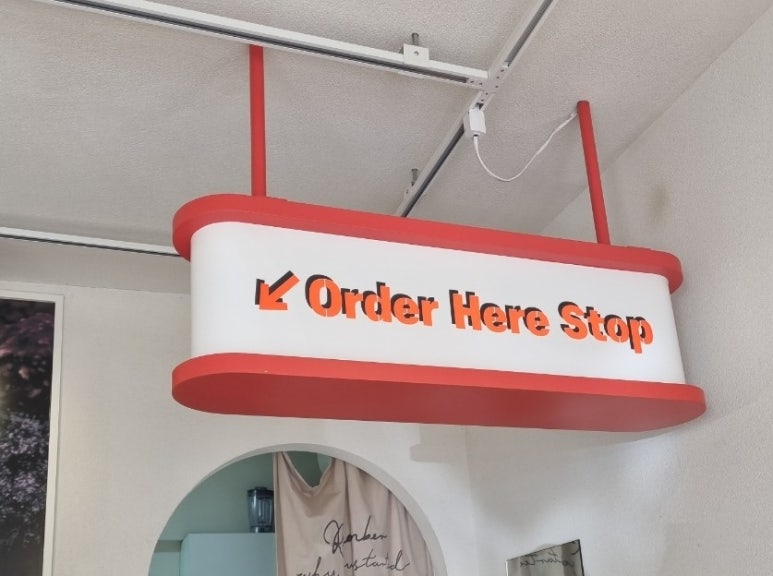 ↙ Order Here Stop